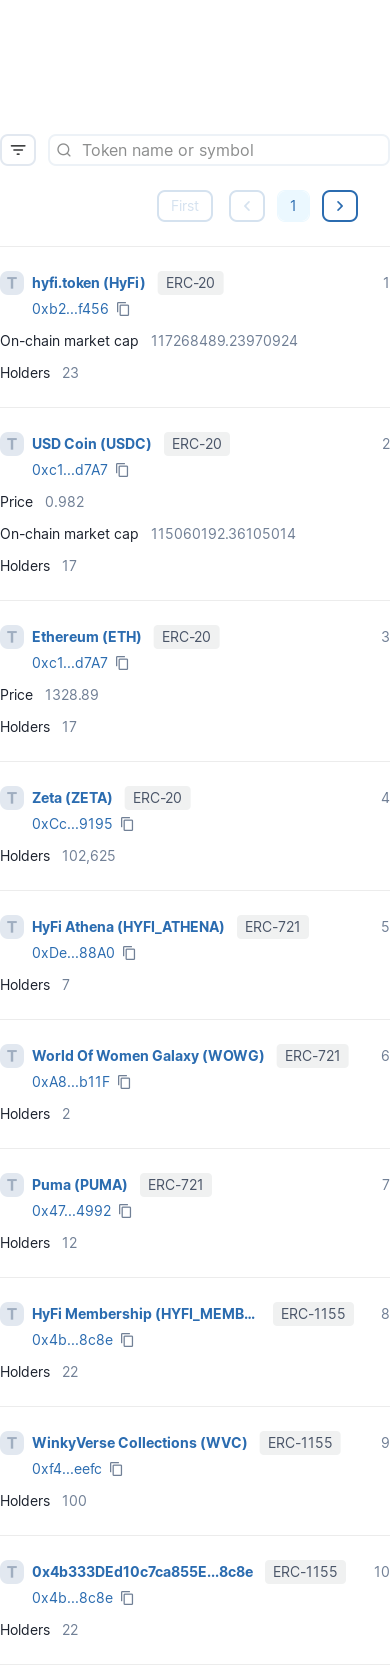 Token name or symbol
First
1
T hyfi.token (HyFi) ERC-20 1
0xb2...f456
On-chain market cap 117268489.23970924
Holders 23
T USD Coin (USDC) ERC-20 2
0xc1...d7A7
Price 0.982
On-chain market cap 115060192.36105014
Holders 17
T Ethereum (ETH) ERC-20 3
0xc1...d7A7
Price 1328.89
Holders 17
T Zeta (ZETA) ERC-20 4
0xCc...9195
Holders 102,625
T HyFi Athena (HYFI_ATHENA) ERC-721 5
0xDe...88A0
Holders 7
T World Of Women Galaxy (WOWG) ERC-721 6
0xA8...b11F
Holders 2
T Puma (PUMA) ERC-721 7
0x47...4992
Holders 12
T HyFi Membership (HYFI_MEMB... ERC-1155 8
0x4b...8c8e
Holders 22
T WinkyVerse Collections (WVC) ERC-1155 9
0xf4...eefc
Holders 100
T 0x4b333DEd10c7ca855E...8c8e ERC-1155 10
0x4b...8c8e
Holders 22